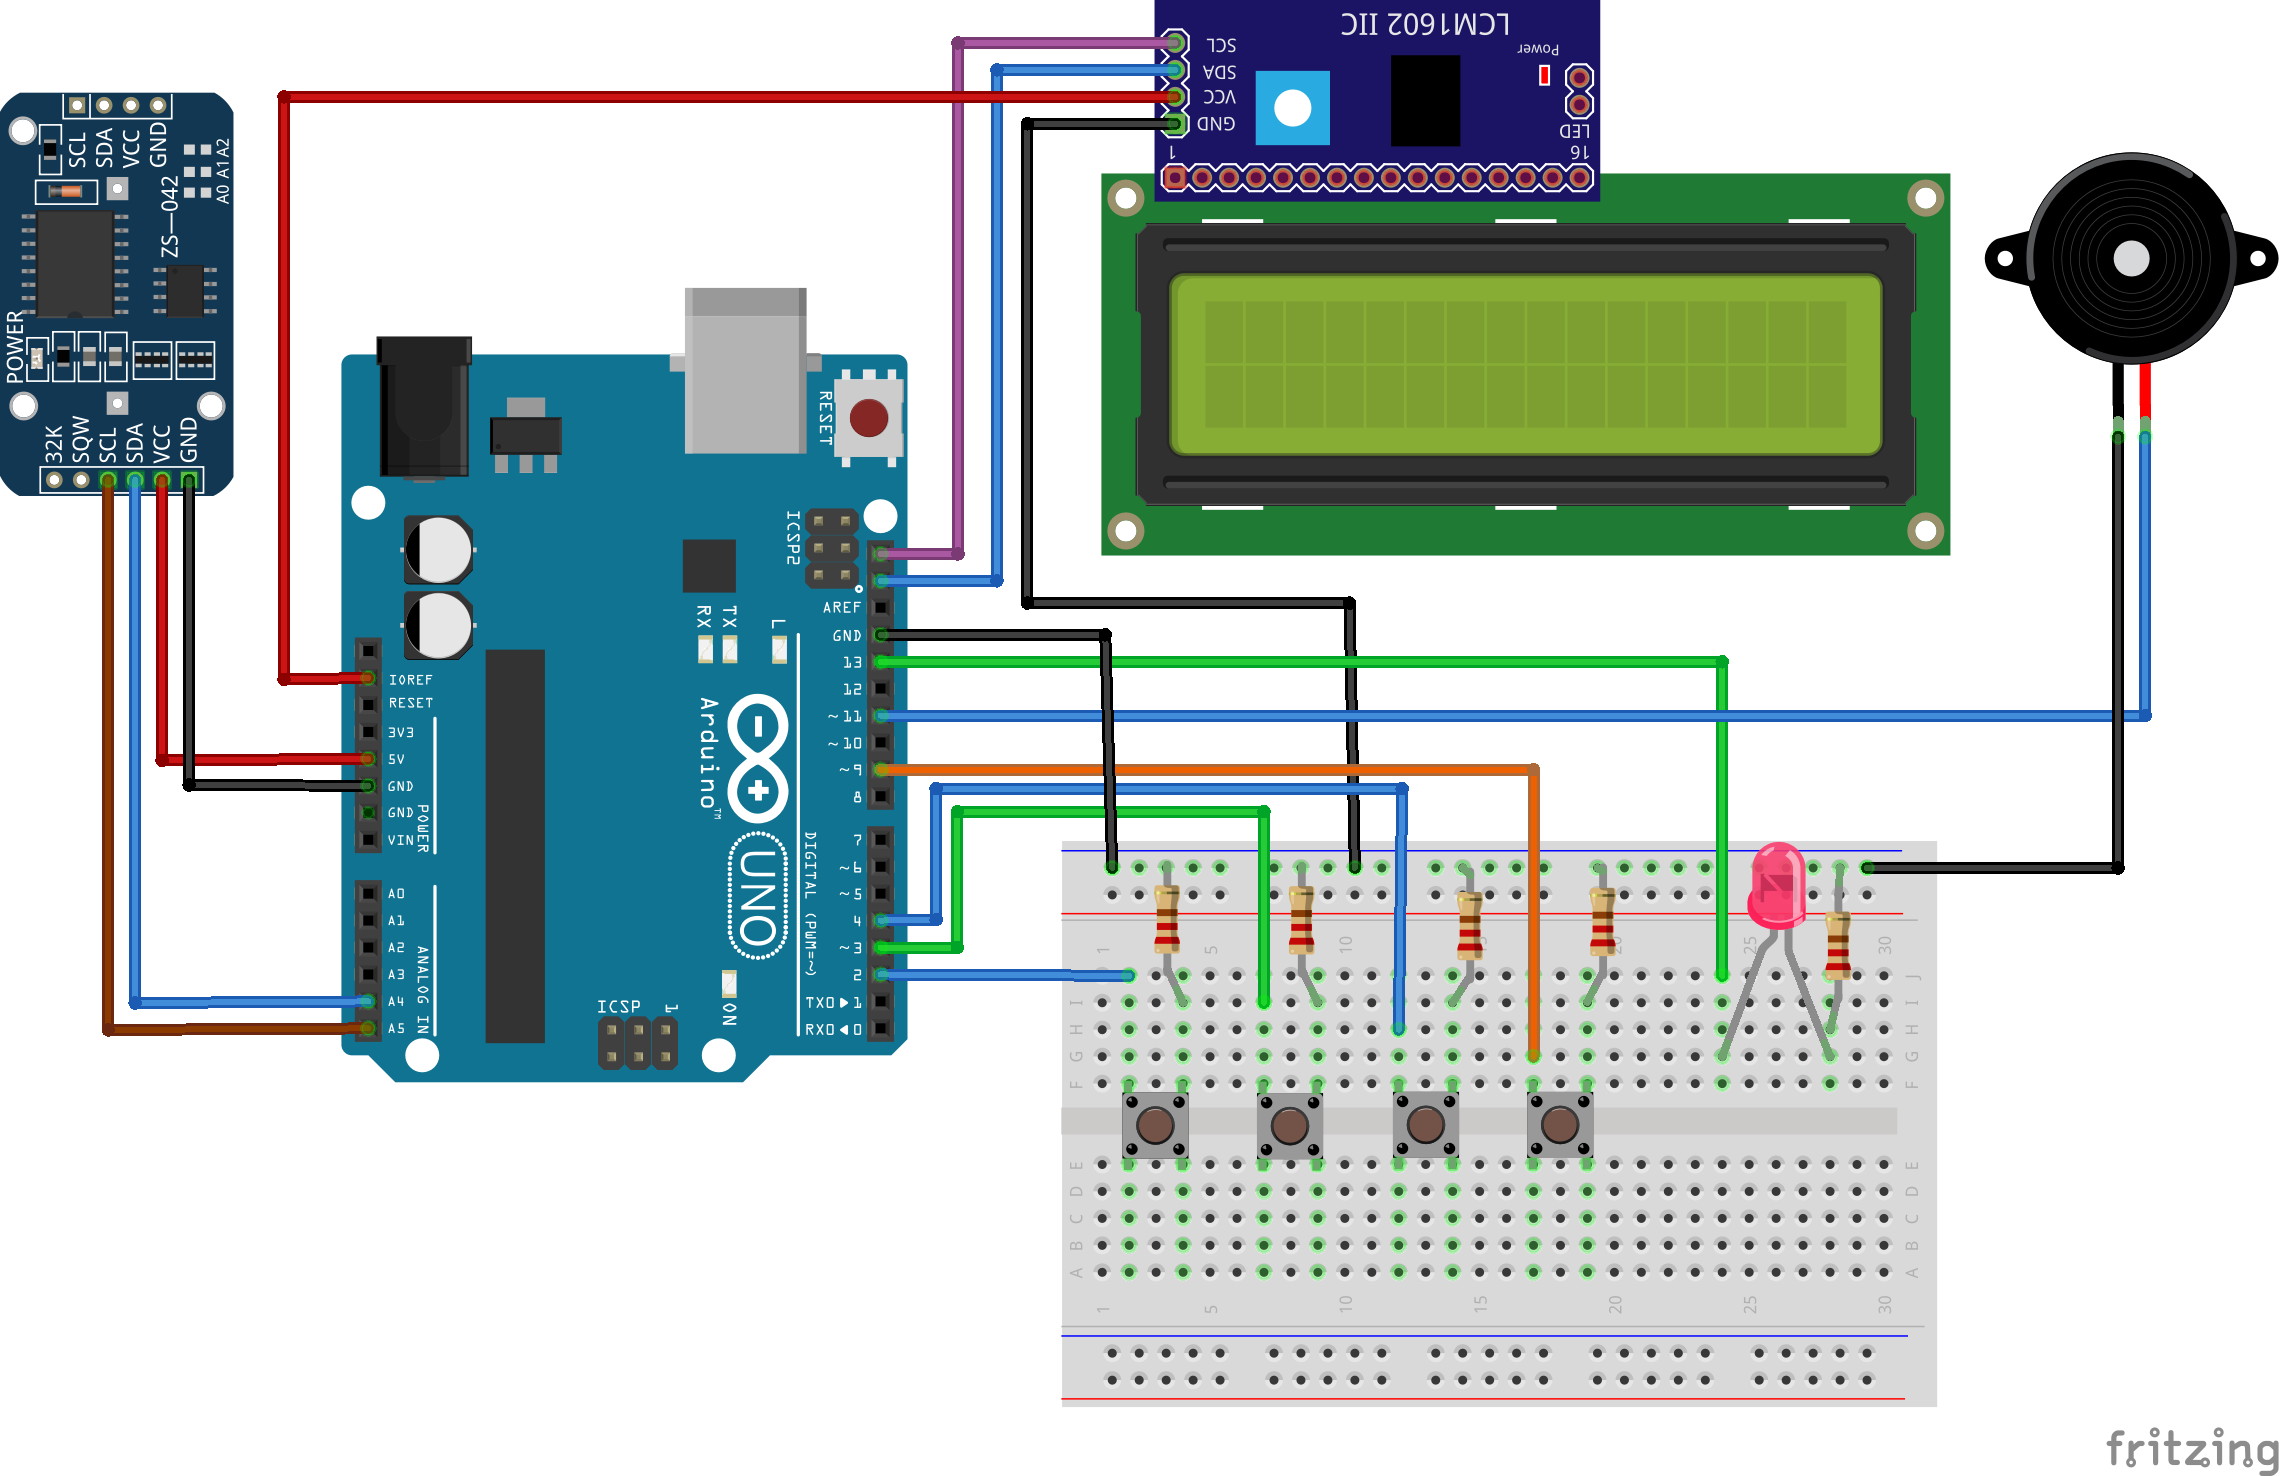 LCM1602 IIC
SCL
SDA
VCC
GND
Power
LED
1
16
SCL
SDA
VCC
GND
A0 A1 A2
ZS-042
POWER
32K
SQW
SCL
SDA
VCC
GND
RESET
ICSP2
AREF
GND
13
12
~11
~10
~9
8
7
~6
~5
4
~3
2
TX0▶1
RX0◀0
RX
TX
L
IOREF
RESET
3V3
5V
GND
GND
VIN
POWER
A0
A1
A2
A3
A4
A5
ANALOG IN
Arduino™
UNO
DIGITAL (PWM=~)
ICSP
1
ON
1
5
10
15
20
25
30
J
I
H
G
F
E
D
C
B
A
J
I
H
G
F
E
D
C
B
A
1
5
10
15
20
25
30
fritzing